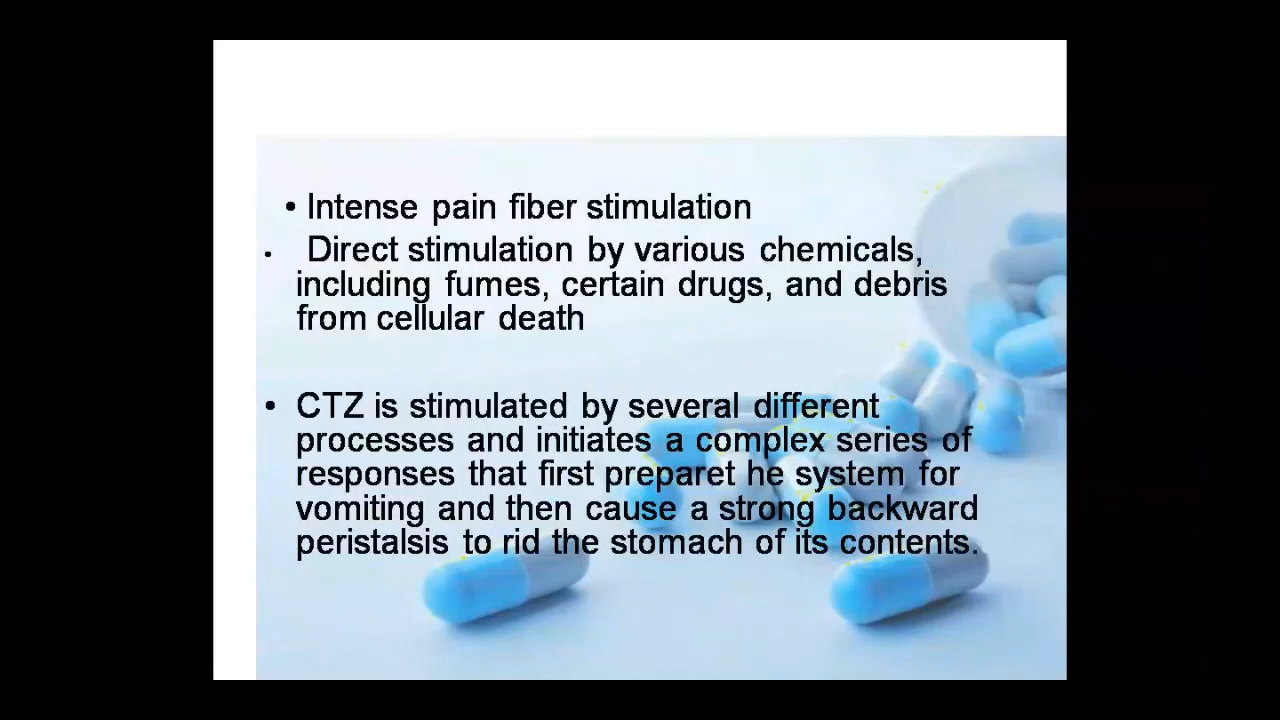 • Intense pain fiber stimulation
• Direct stimulation by various chemicals,
including fumes, certain drugs, and debris
from cellular death
• CTZ is stimulated by several different
processes and initiates a complex series of
responses that first preparet he system for
vomiting and then cause a strong backward
peristalsis to rid the stomach of its contents.